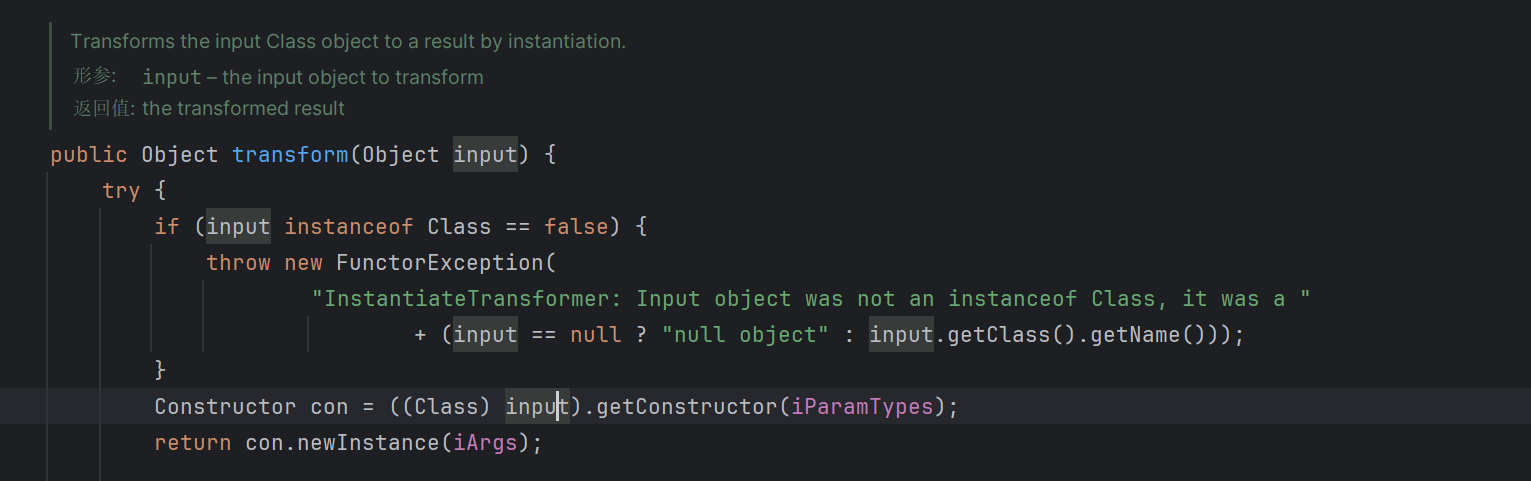 Transforms the input Class object to a result by instantiation.
形参: input – the input object to transform
返回值: the transformed result
public Object transform(Object input) {
try {
if (input instanceof Class == false) {
throw new FunctorException(
"InstantiateTransformer: Input object was not an instanceof Class, it was a "
+ (input == null ? "null object" : input.getClass().getName()));
}
Constructor con = ((Class) input).getConstructor(iParamTypes);
return con.newInstance(iArgs);